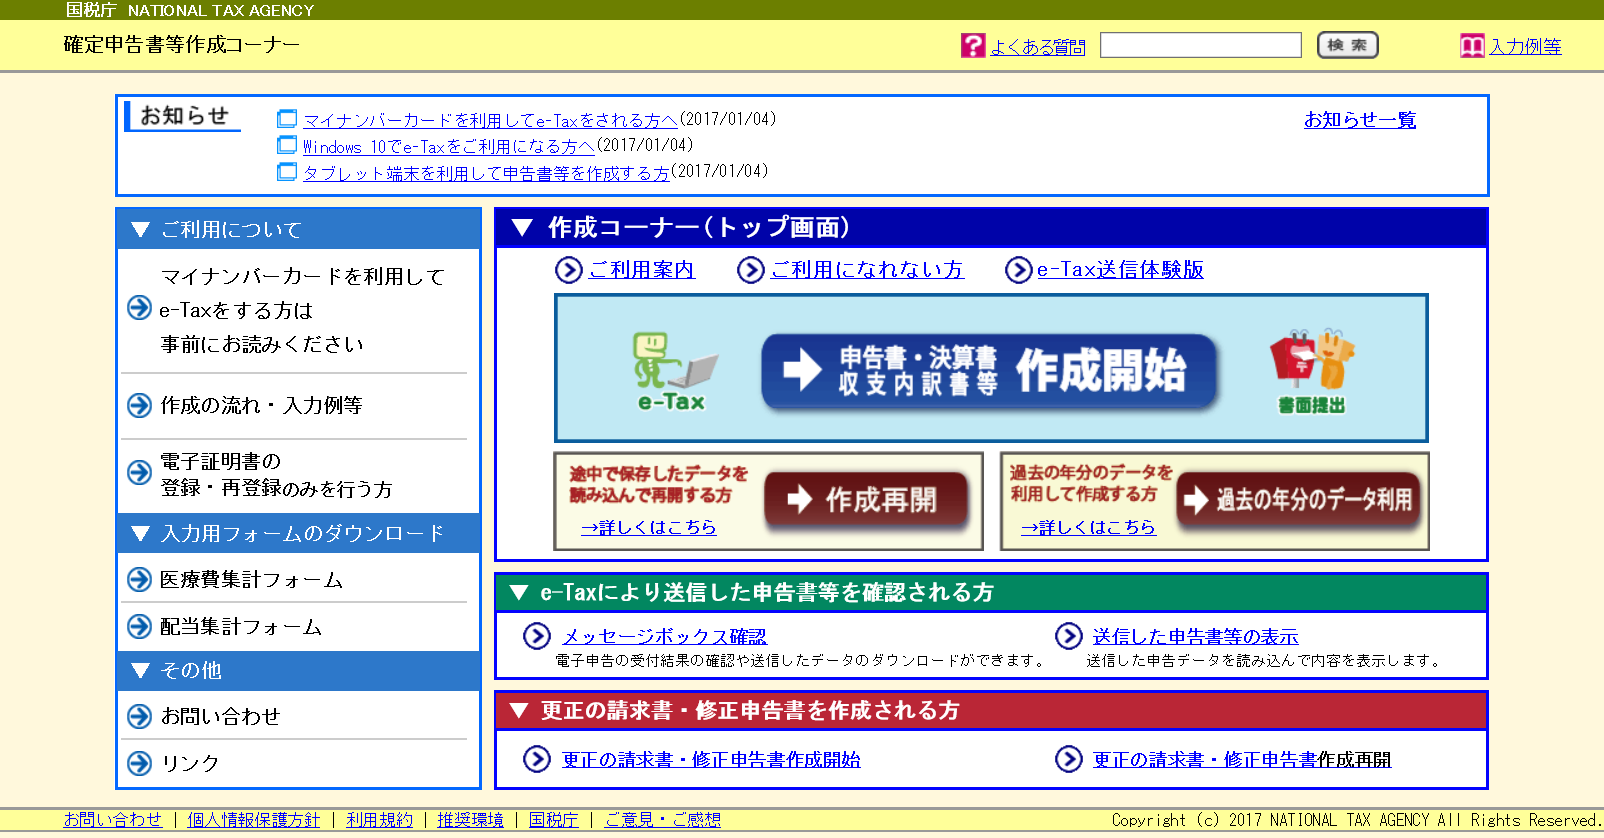 国税庁 NATIONAL TAX AGENCY
確定申告書等作成コーナー
よくある質問
検 索
入力例等
お知らせ
マイナンバーカードを利用してe-Taxをされる方へ(2017/01/04)
お知らせ一覧
Windows 10でe-Taxをご利用になる方へ(2017/01/04)
タブレット端末を利用して申告書等を作成する方(2017/01/04)
▼ ご利用について
マイナンバーカードを利用して
e-Taxをする方は
事前にお読みください
作成の流れ・入力例等
電子証明書の
登録・再登録のみを行う方
▼ 入力用フォームのダウンロード
医療費集計フォーム
配当集計フォーム
▼ その他
お問い合わせ
リンク
▼ 作成コーナー(トップ画面)
ご利用案内
ご利用になれない方
e-Tax送信体験版
e-Tax
申告書・決算書
収支内訳書等
作成開始
書面提出
途中で保存したデータを
読み込んで再開する方
→詳しくはこちら
作成再開
過去の年分のデータを
利用して作成する方
→詳しくはこちら
過去の年分のデータ利用
▼ e-Taxにより送信した申告書等を確認される方
メッセージボックス確認
電子申告の受付結果の確認や送信したデータのダウンロードができます。
送信した申告書等の表示
送信した申告データを読み込んで内容を表示します。
▼ 更正の請求書・修正申告書を作成される方
更正の請求書・修正申告書作成開始
更正の請求書・修正申告書作成再開
お問い合わせ | 個人情報保護方針 | 利用規約 | 推奨環境 | 国税庁 | ご意見・ご感想
Copyright (c) 2017 NATIONAL TAX AGENCY All Rights Reserved.